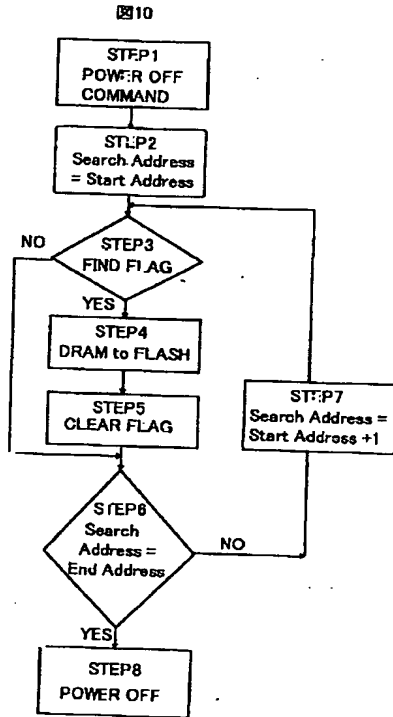 図10
STEP1
POWER OFF
COMMAND
STEP2
Search Address
= Start Address
STEP3
FIND FLAG
NO
YES
STEP4
DRAM to FLASH
STEP5
CLEAR FLAG
STEP7
Search Address =
Start Address +1
STEP6
Search
Address =
End Address
NO
YES
STEP8
POWER OFF